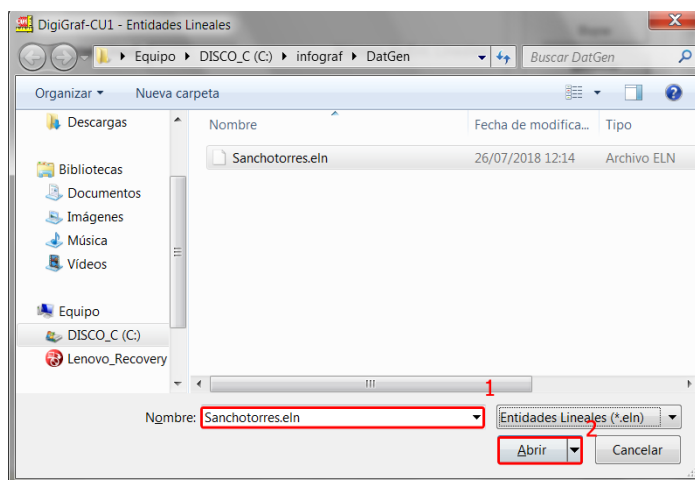 DigiGraf-CU1 - Entidades Lineales
Equipo DISCO_C (C:) infograf DatGen Buscar DatGen
Organizar Nueva carpeta
Descargas
Bibliotecas
Documentos
Imágenes
Música
Vídeos
Equipo
DISCO_C (C:)
Lenovo_Recovery
Nombre Fecha de modifica... Tipo
Sanchotorres.eln 26/07/2018 12:14 Archivo ELN
1
Nombre: Sanchotorres.eln Entidades Lineales (*.eln)
2
Abrir Cancelar